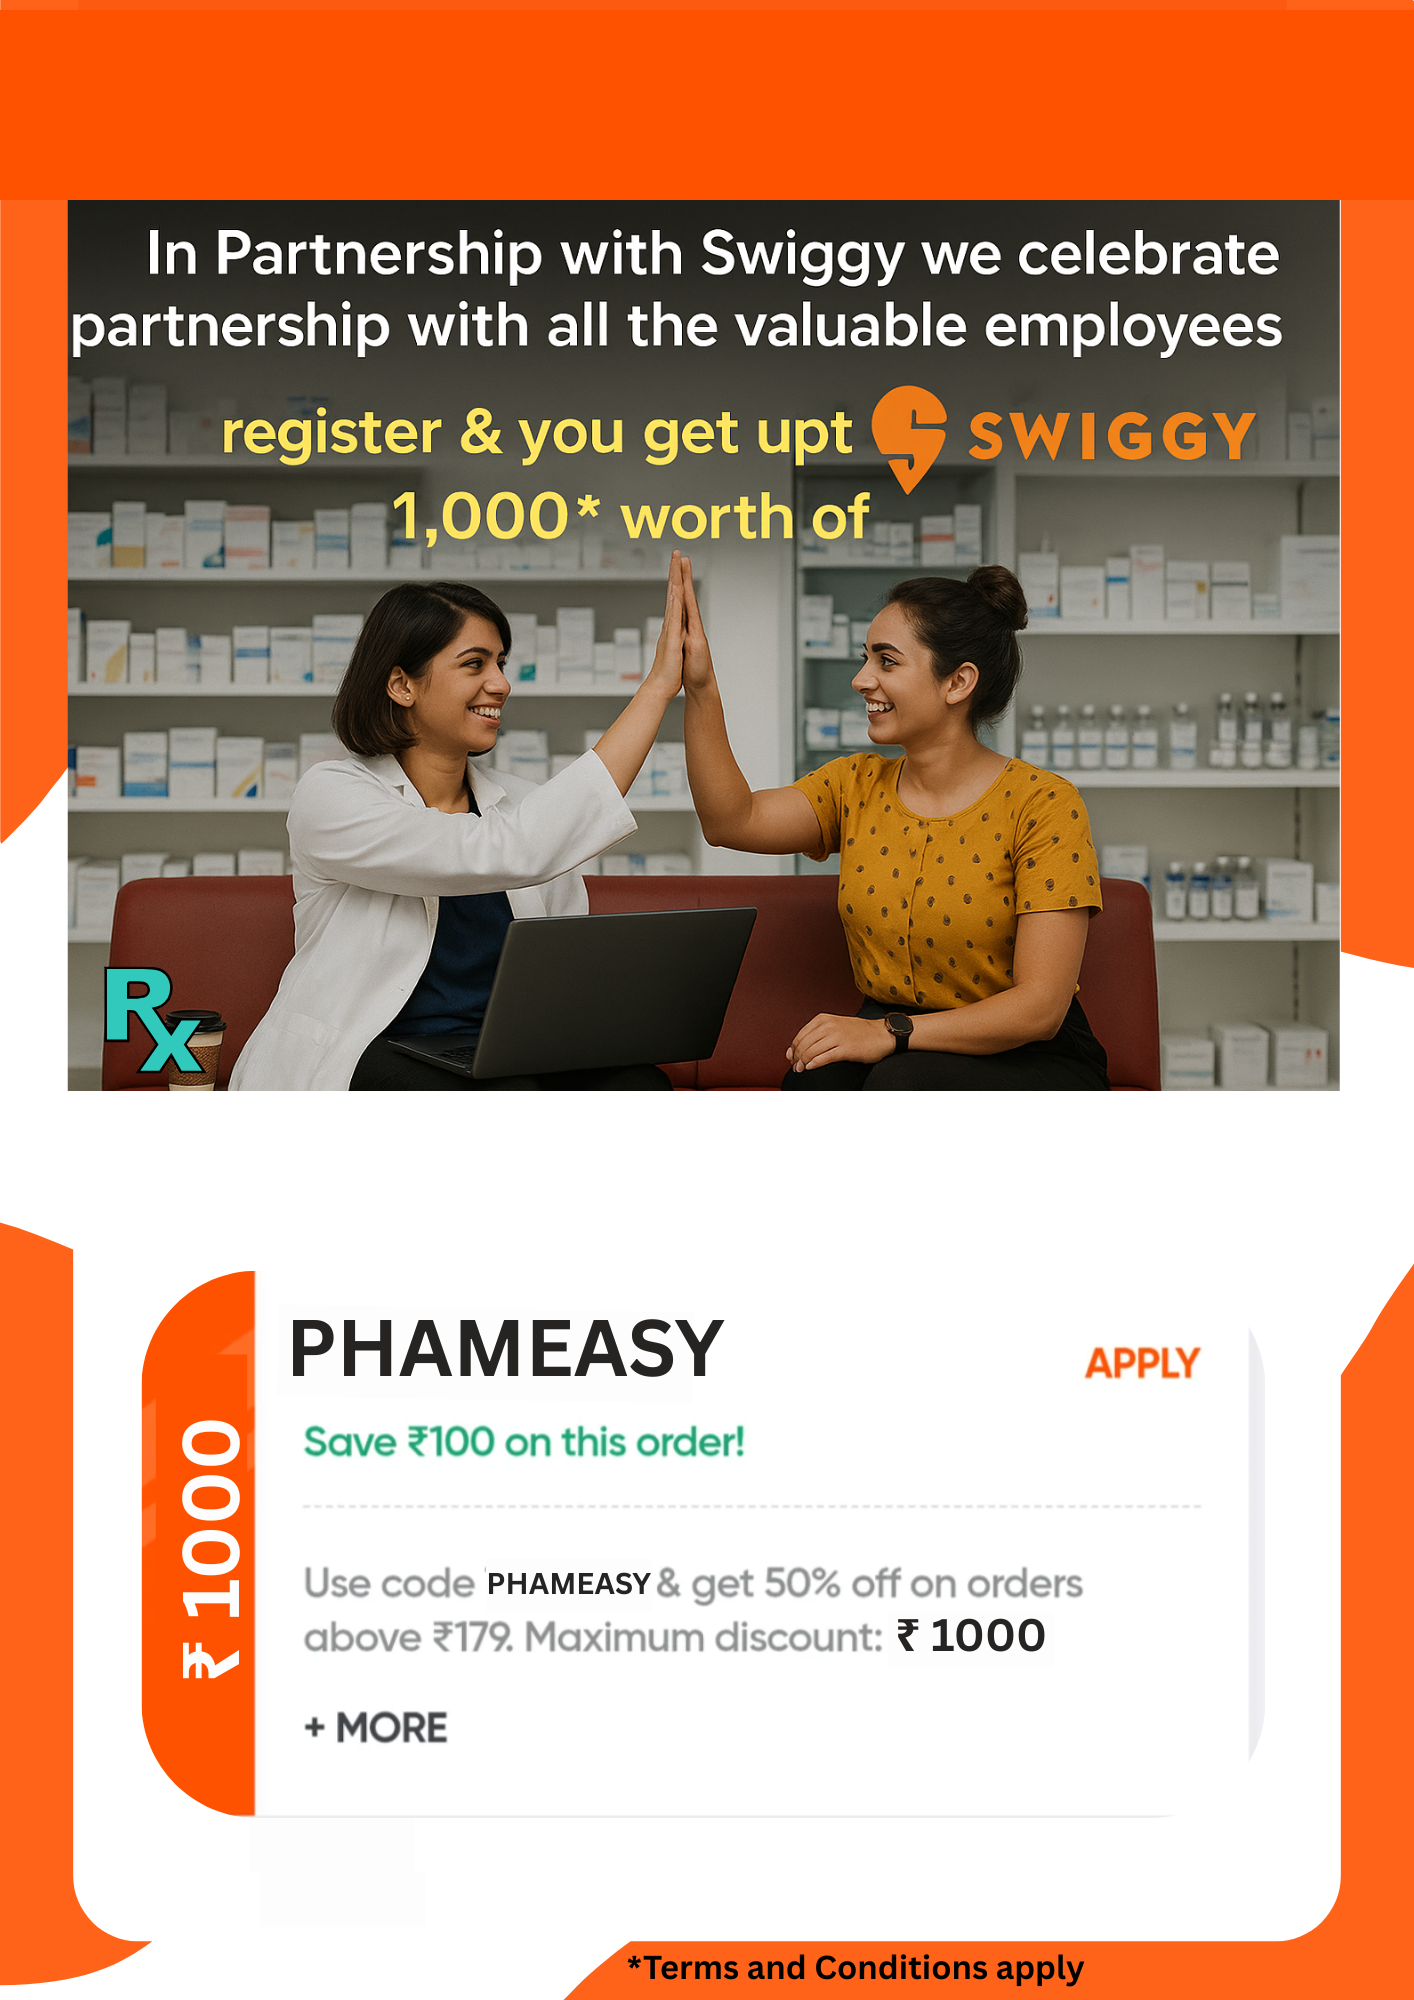 In Partnership with Swiggy we celebrate
partnership with all the valuable employees
register & you get upt
SWIGGY
1,000* worth of
Rx
₹ 1000
PHAMEASY
APPLY
Save ₹100 on this order!
Use code PHAMEASY & get 50% off on orders
above ₹179. Maximum discount: ₹ 1000
+ MORE
*Terms and Conditions apply